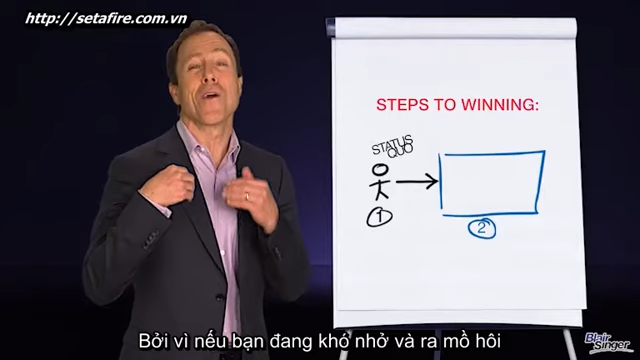 http://setafire.com.vn
STEPS TO WINNING:
STATUS
QUO
1
2
Bởi vì nếu bạn đang khó nhở và ra mồ hôi
Blair
Singer